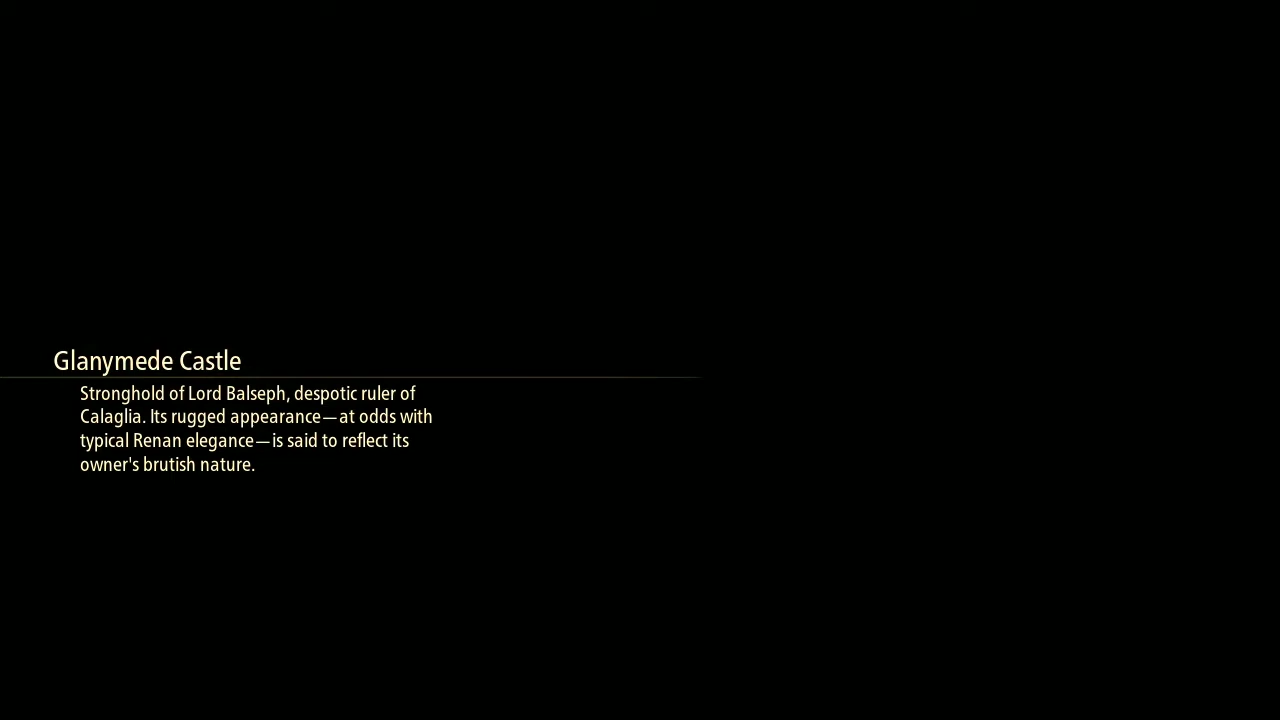 Glanymede Castle
Stronghold of Lord Balseph, despotic ruler of
Calaglia. Its rugged appearance—at odds with
typical Renan elegance—is said to reflect its
owner's brutish nature.